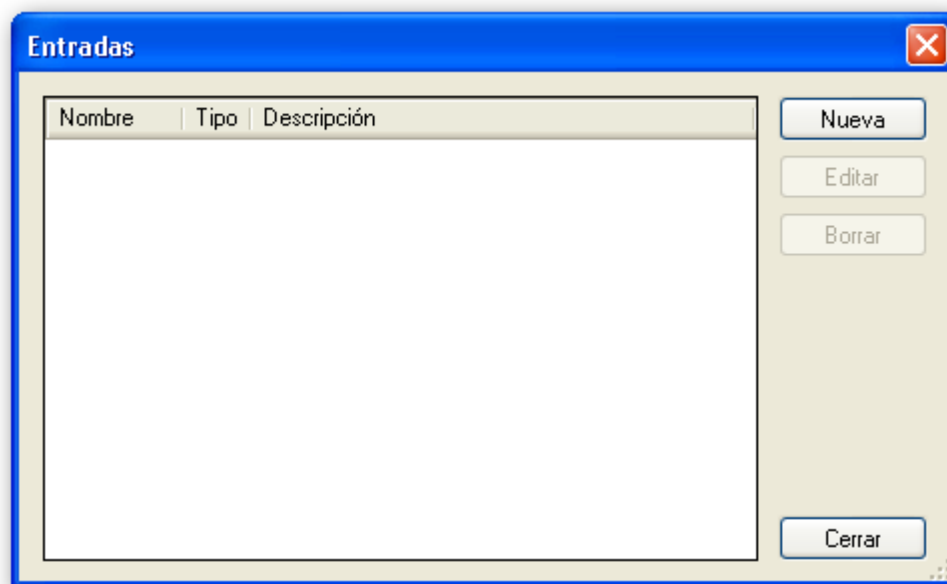 Entradas
Nombre Tipo Descripción
Nueva
Editar
Borrar
Cerrar